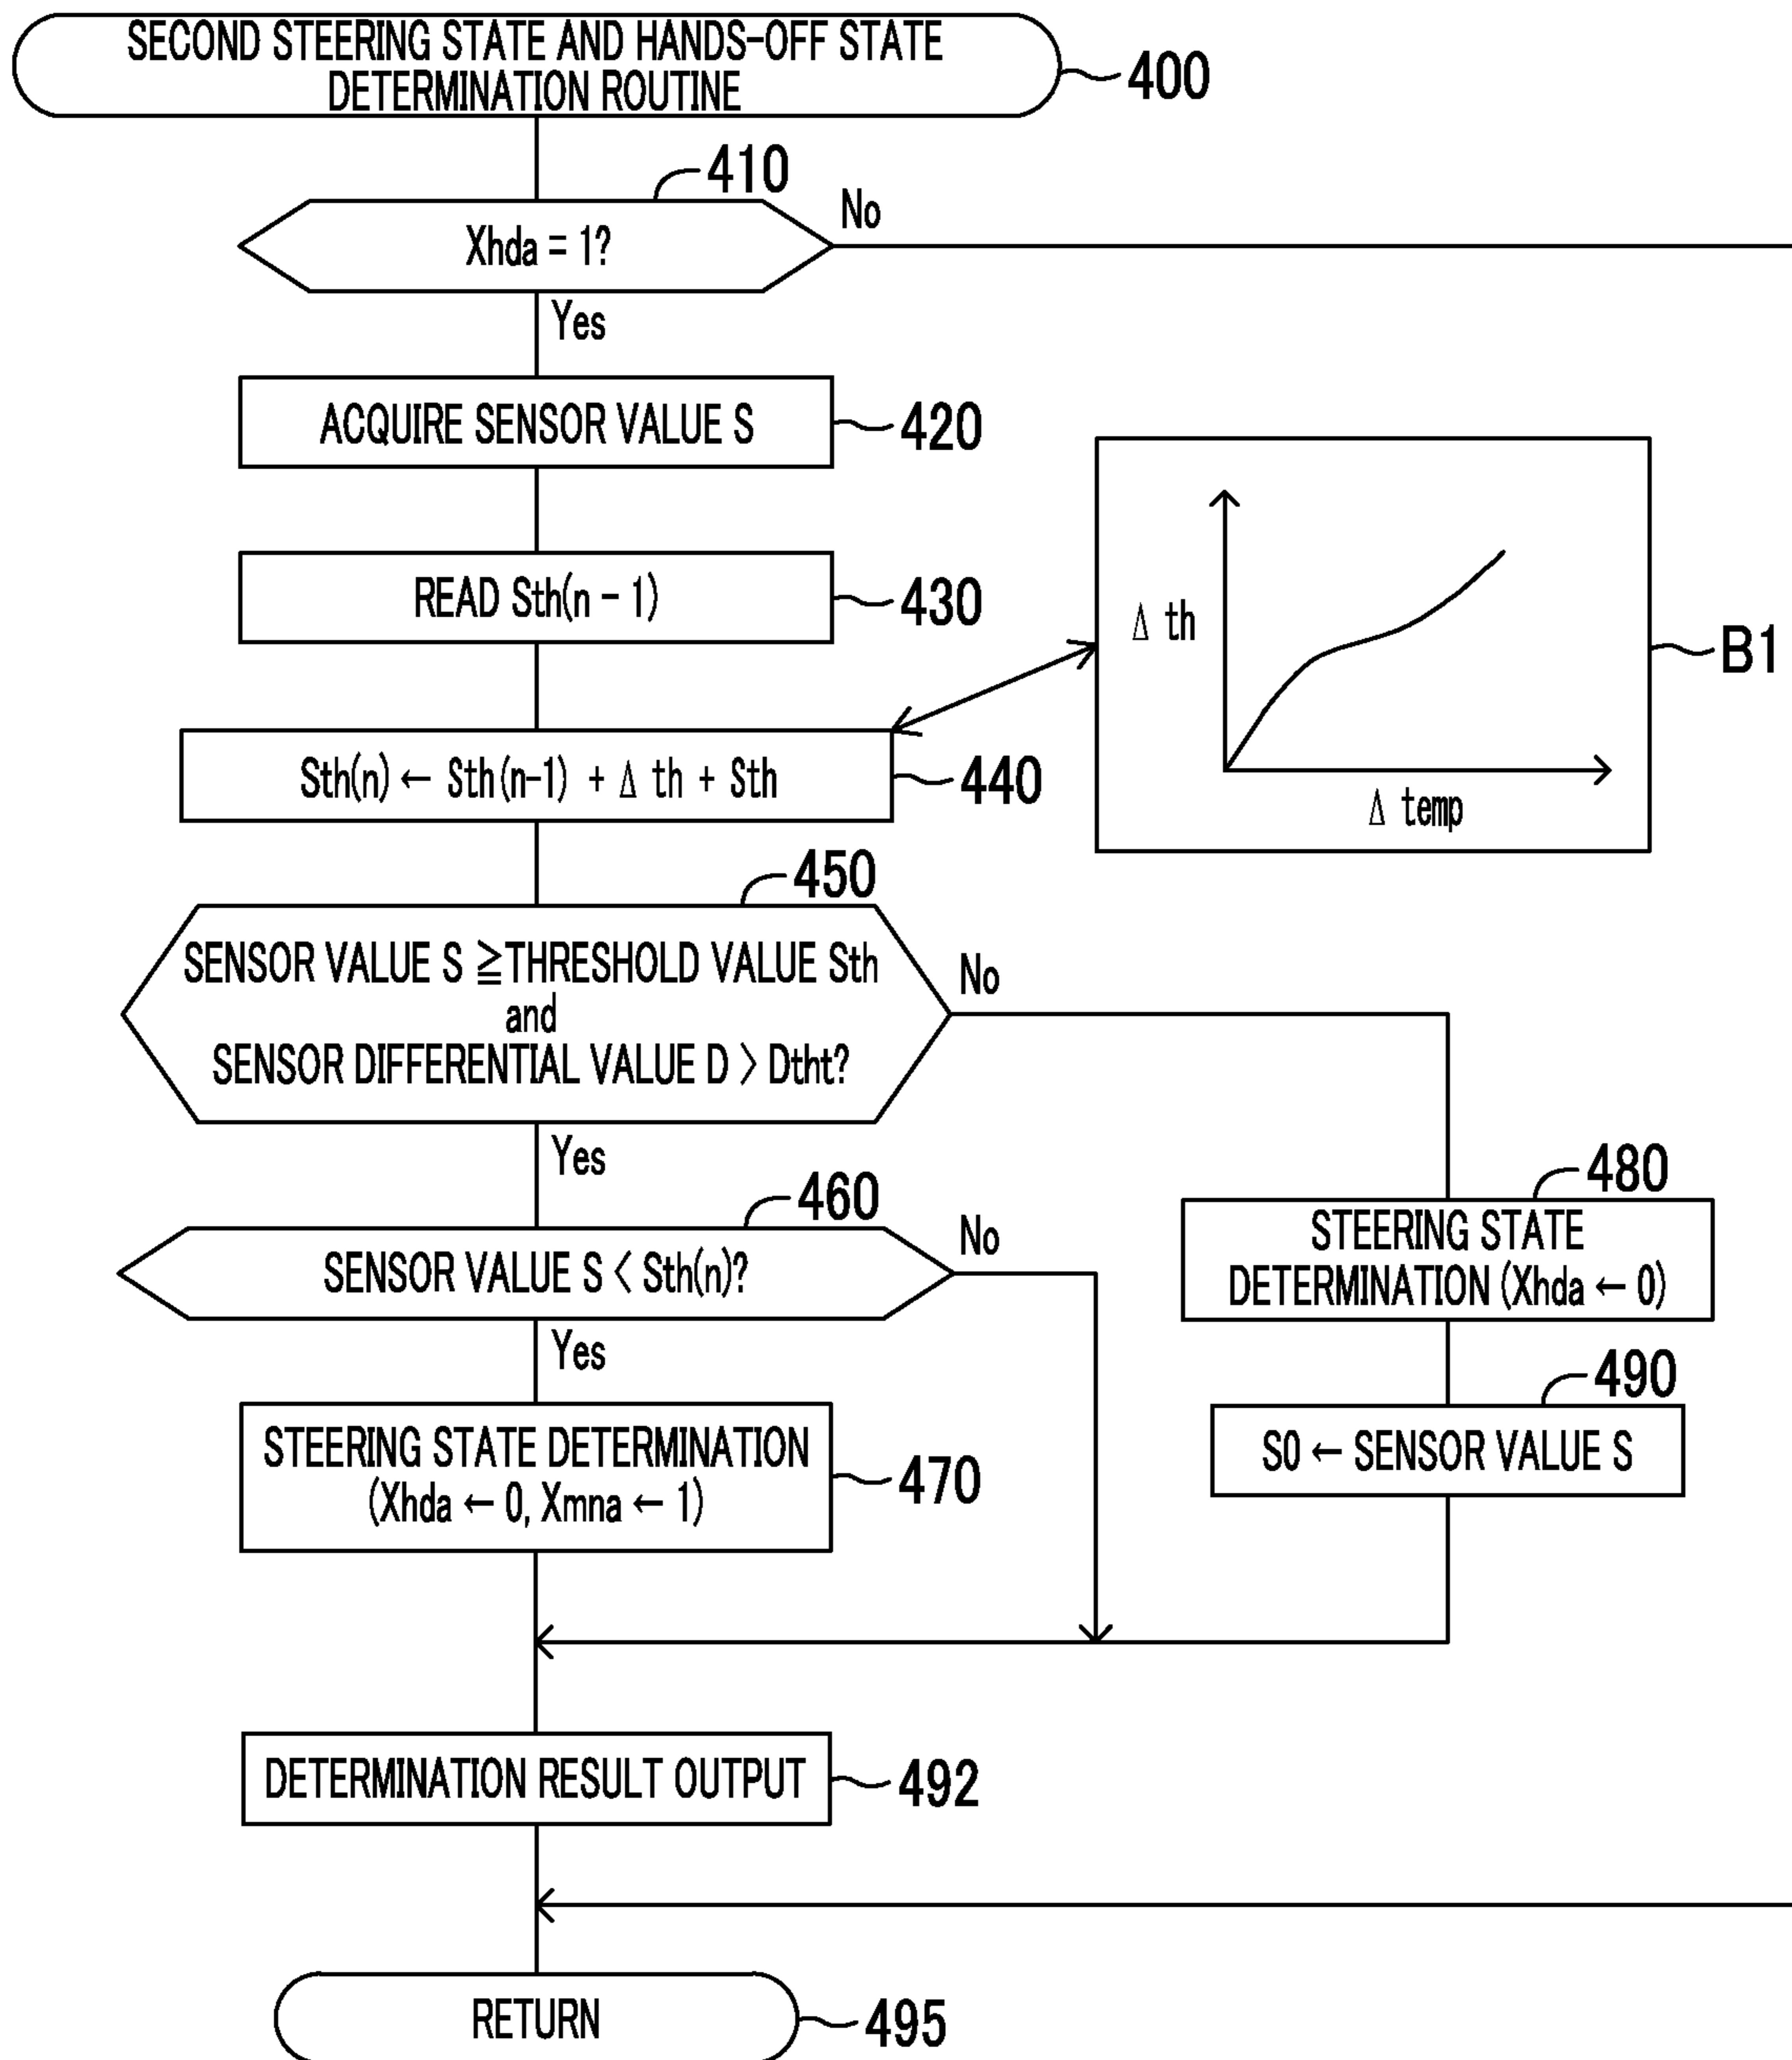 SECOND STEERING STATE AND HANDS-OFF STATE
DETERMINATION ROUTINE
400
410
Xhda = 1?
No
Yes
ACQUIRE SENSOR VALUE S
420
READ Sth(n - 1)
430
Δ th
Δ temp
B1
Sth(n) ← Sth(n-1) + Δ th + Sth
440
450
SENSOR VALUE S ≧THRESHOLD VALUE Sth
and
SENSOR DIFFERENTIAL VALUE D > Dtht?
No
Yes
460
SENSOR VALUE S < Sth(n)?
No
Yes
STEERING STATE DETERMINATION
(Xhda ← 0, Xmna ← 1)
470
480
STEERING STATE
DETERMINATION (Xhda ← 0)
490
S0 ← SENSOR VALUE S
DETERMINATION RESULT OUTPUT
492
RETURN
495